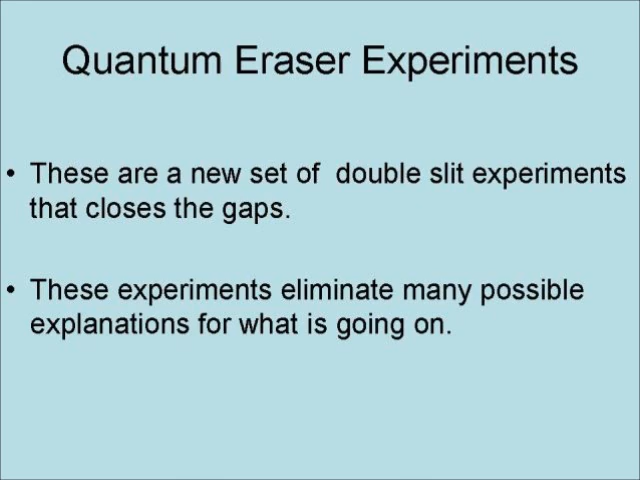 Quantum Eraser Experiments
• These are a new set of  double slit experiments
that closes the gaps.
• These experiments eliminate many possible
explanations for what is going on.